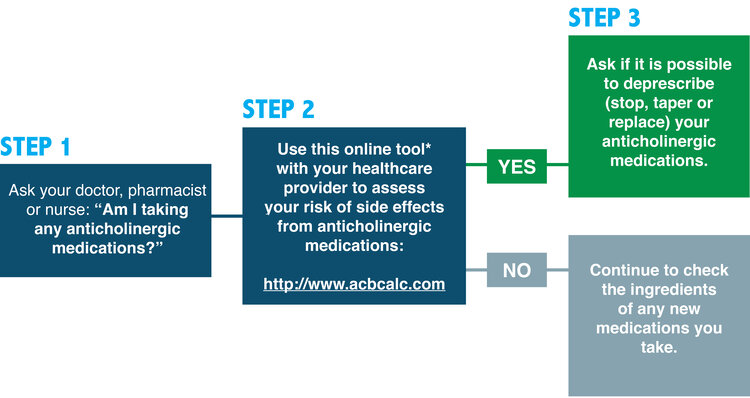 STEP 1
Ask your doctor, pharmacist
or nurse: “Am I taking
any anticholinergic
medications?”
STEP 2
Use this online tool*
with your healthcare
provider to assess
your risk of side effects
from anticholinergic
medications:
http://www.acbcalc.com
YES
NO
STEP 3
Ask if it is possible
to deprescribe
(stop, taper or
replace) your
anticholinergic
medications.
Continue to check
the ingredients
of any new
medications you
take.